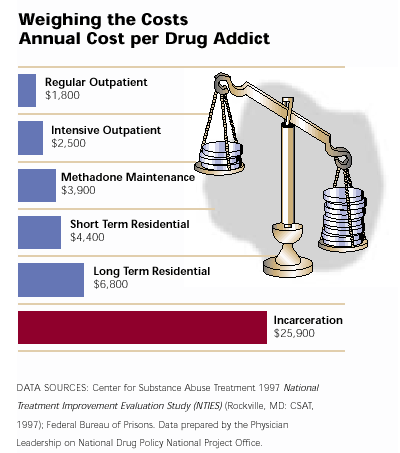 Weighing the Costs
Annual Cost per Drug Addict
Regular Outpatient
$1,800
Intensive Outpatient
$2,500
Methadone Maintenance
$3,900
Short Term Residential
$4,400
Long Term Residential
$6,800
Incarceration
$25,900
DATA SOURCES: Center for Substance Abuse Treatment 1997 National
Treatment Improvement Evaluation Study (NTIES) (Rockville, MD: CSAT,
1997); Federal Bureau of Prisons. Data prepared by the Physician
Leadership on National Drug Policy National Project Office.